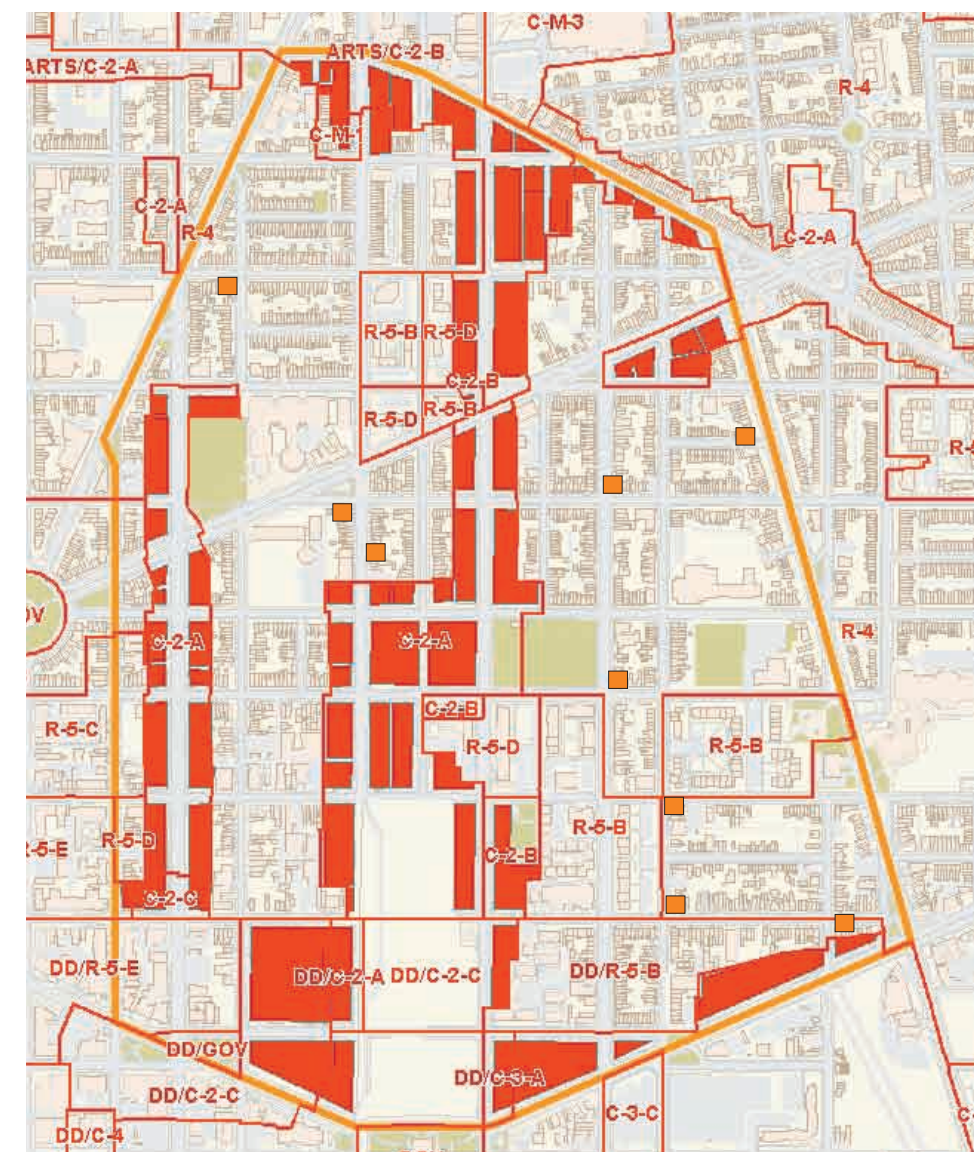 C-M-3
ARTS/C-2-B
ARTS/C-2-A
R-4
C-M-1
C-2-A
R-4
C-2-A
R-5-B
R-5-D
C-2-B
R-5-D
R-5-B
C-2-A
C-2-A
R-4
R-5-C
C-2-B
R-5-D
R-5-B
R-5-E
R-5-D
R-5-B
C-2-B
C-2-C
DD/R-5-E
DD/C-2-A
DD/C-2-C
DD/R-5-B
DD/GOV
DD/C-2-C
DD/C-3-A
C-3-C
DD/C-4